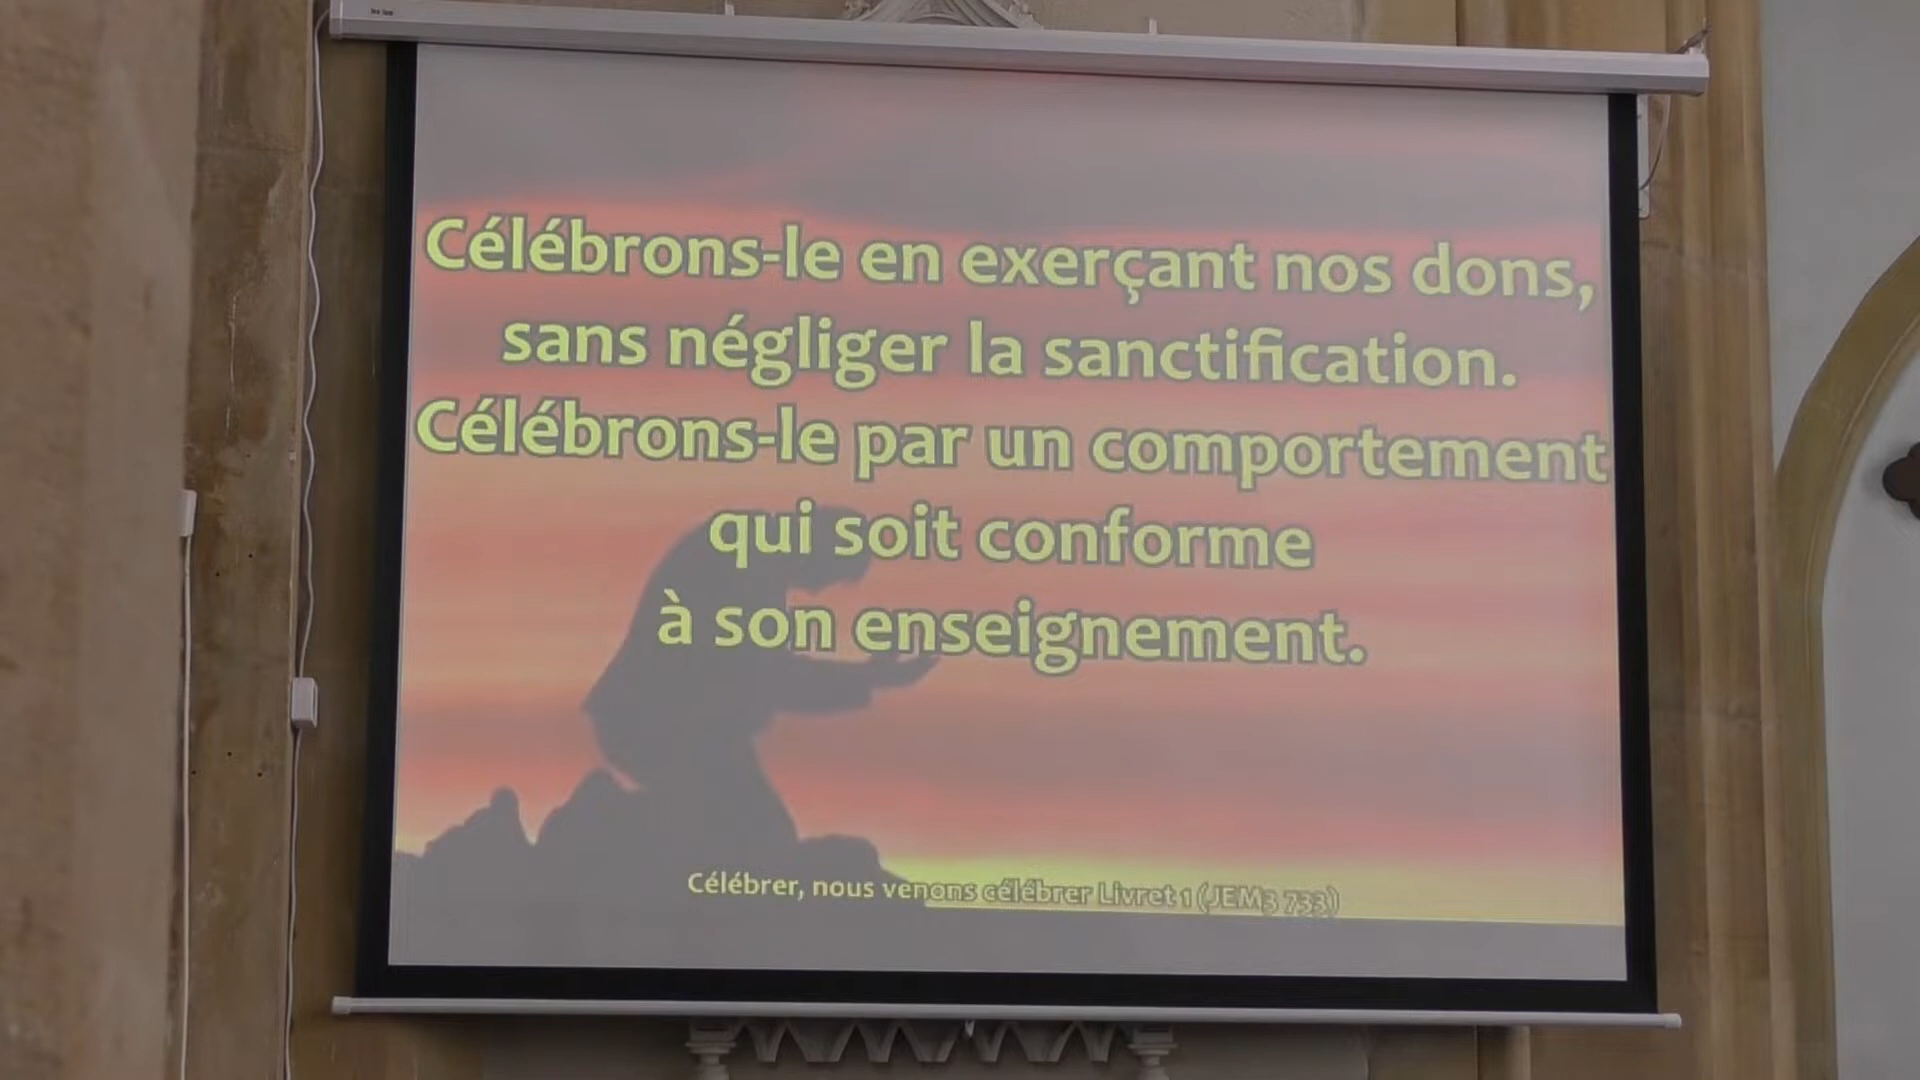 Célébrons-le en exerçant nos dons,
sans négliger la sanctification.
Célébrons-le par un comportement
qui soit conforme
à son enseignement.
Célébrer, nous venons célébrer Livret 1 (JEM3 733)